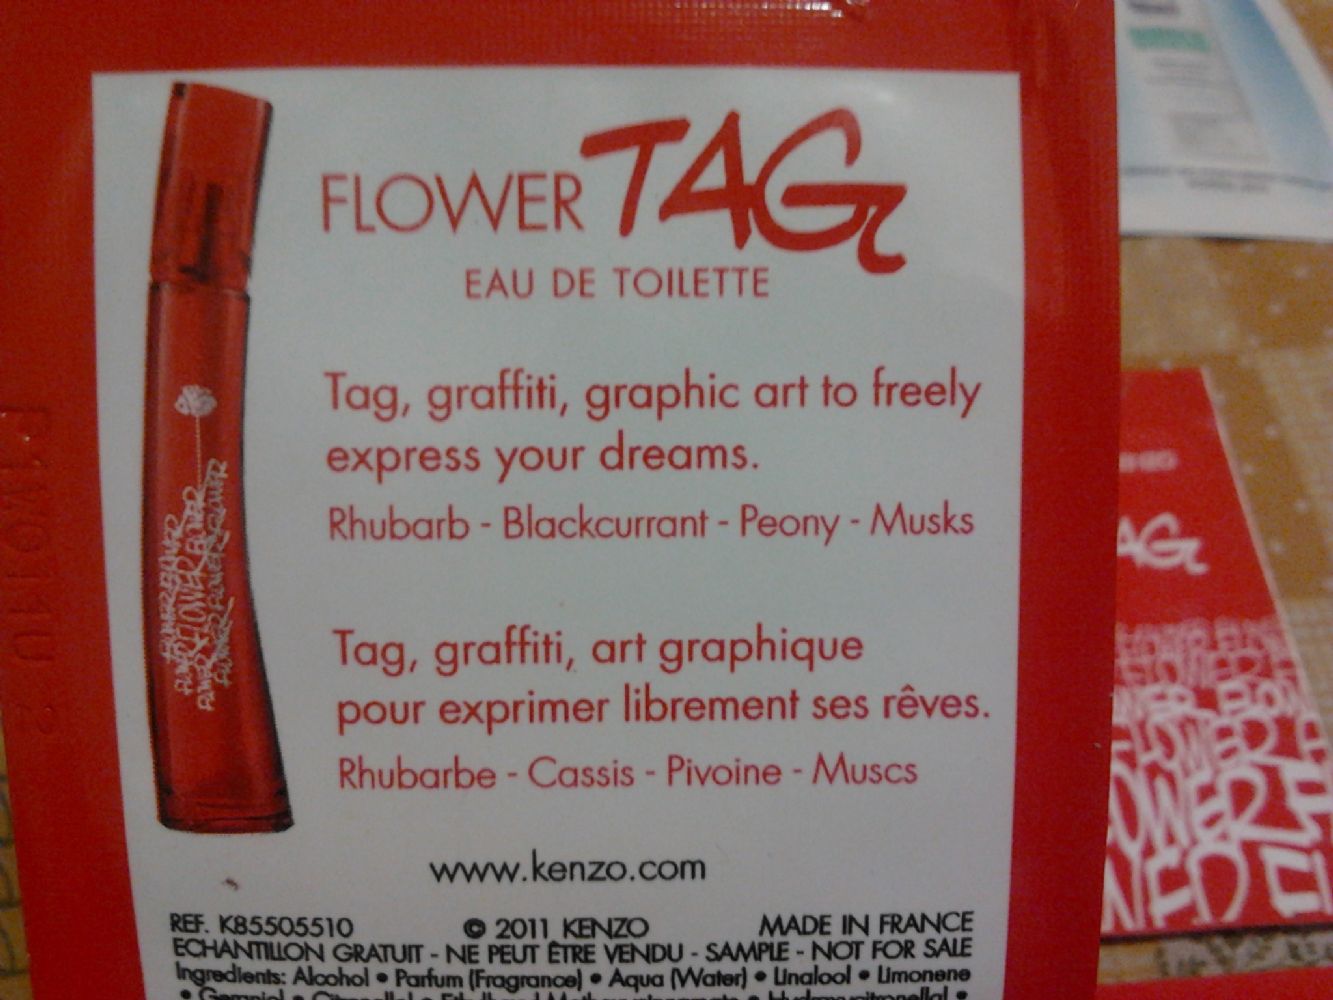 FLOWER TAG
EAU DE TOILETTE
Tag, graffiti, graphic art to freely
express your dreams.
Rhubarb - Blackcurrant - Peony - Musks
Tag, graffiti, art graphique
pour exprimer librement ses rêves.
Rhubarbe - Cassis - Pivoine - Muscs
www.kenzo.com
REF. K85505510 © 2011 KENZO MADE IN FRANCE
ECHANTILLON GRATUIT - NE PEUT ÊTRE VENDU - SAMPLE - NOT FOR SALE
Ingredients: Alcohol • Parfum (Fragrance) • Aqua (Water) • Linalool • Limonene
AG